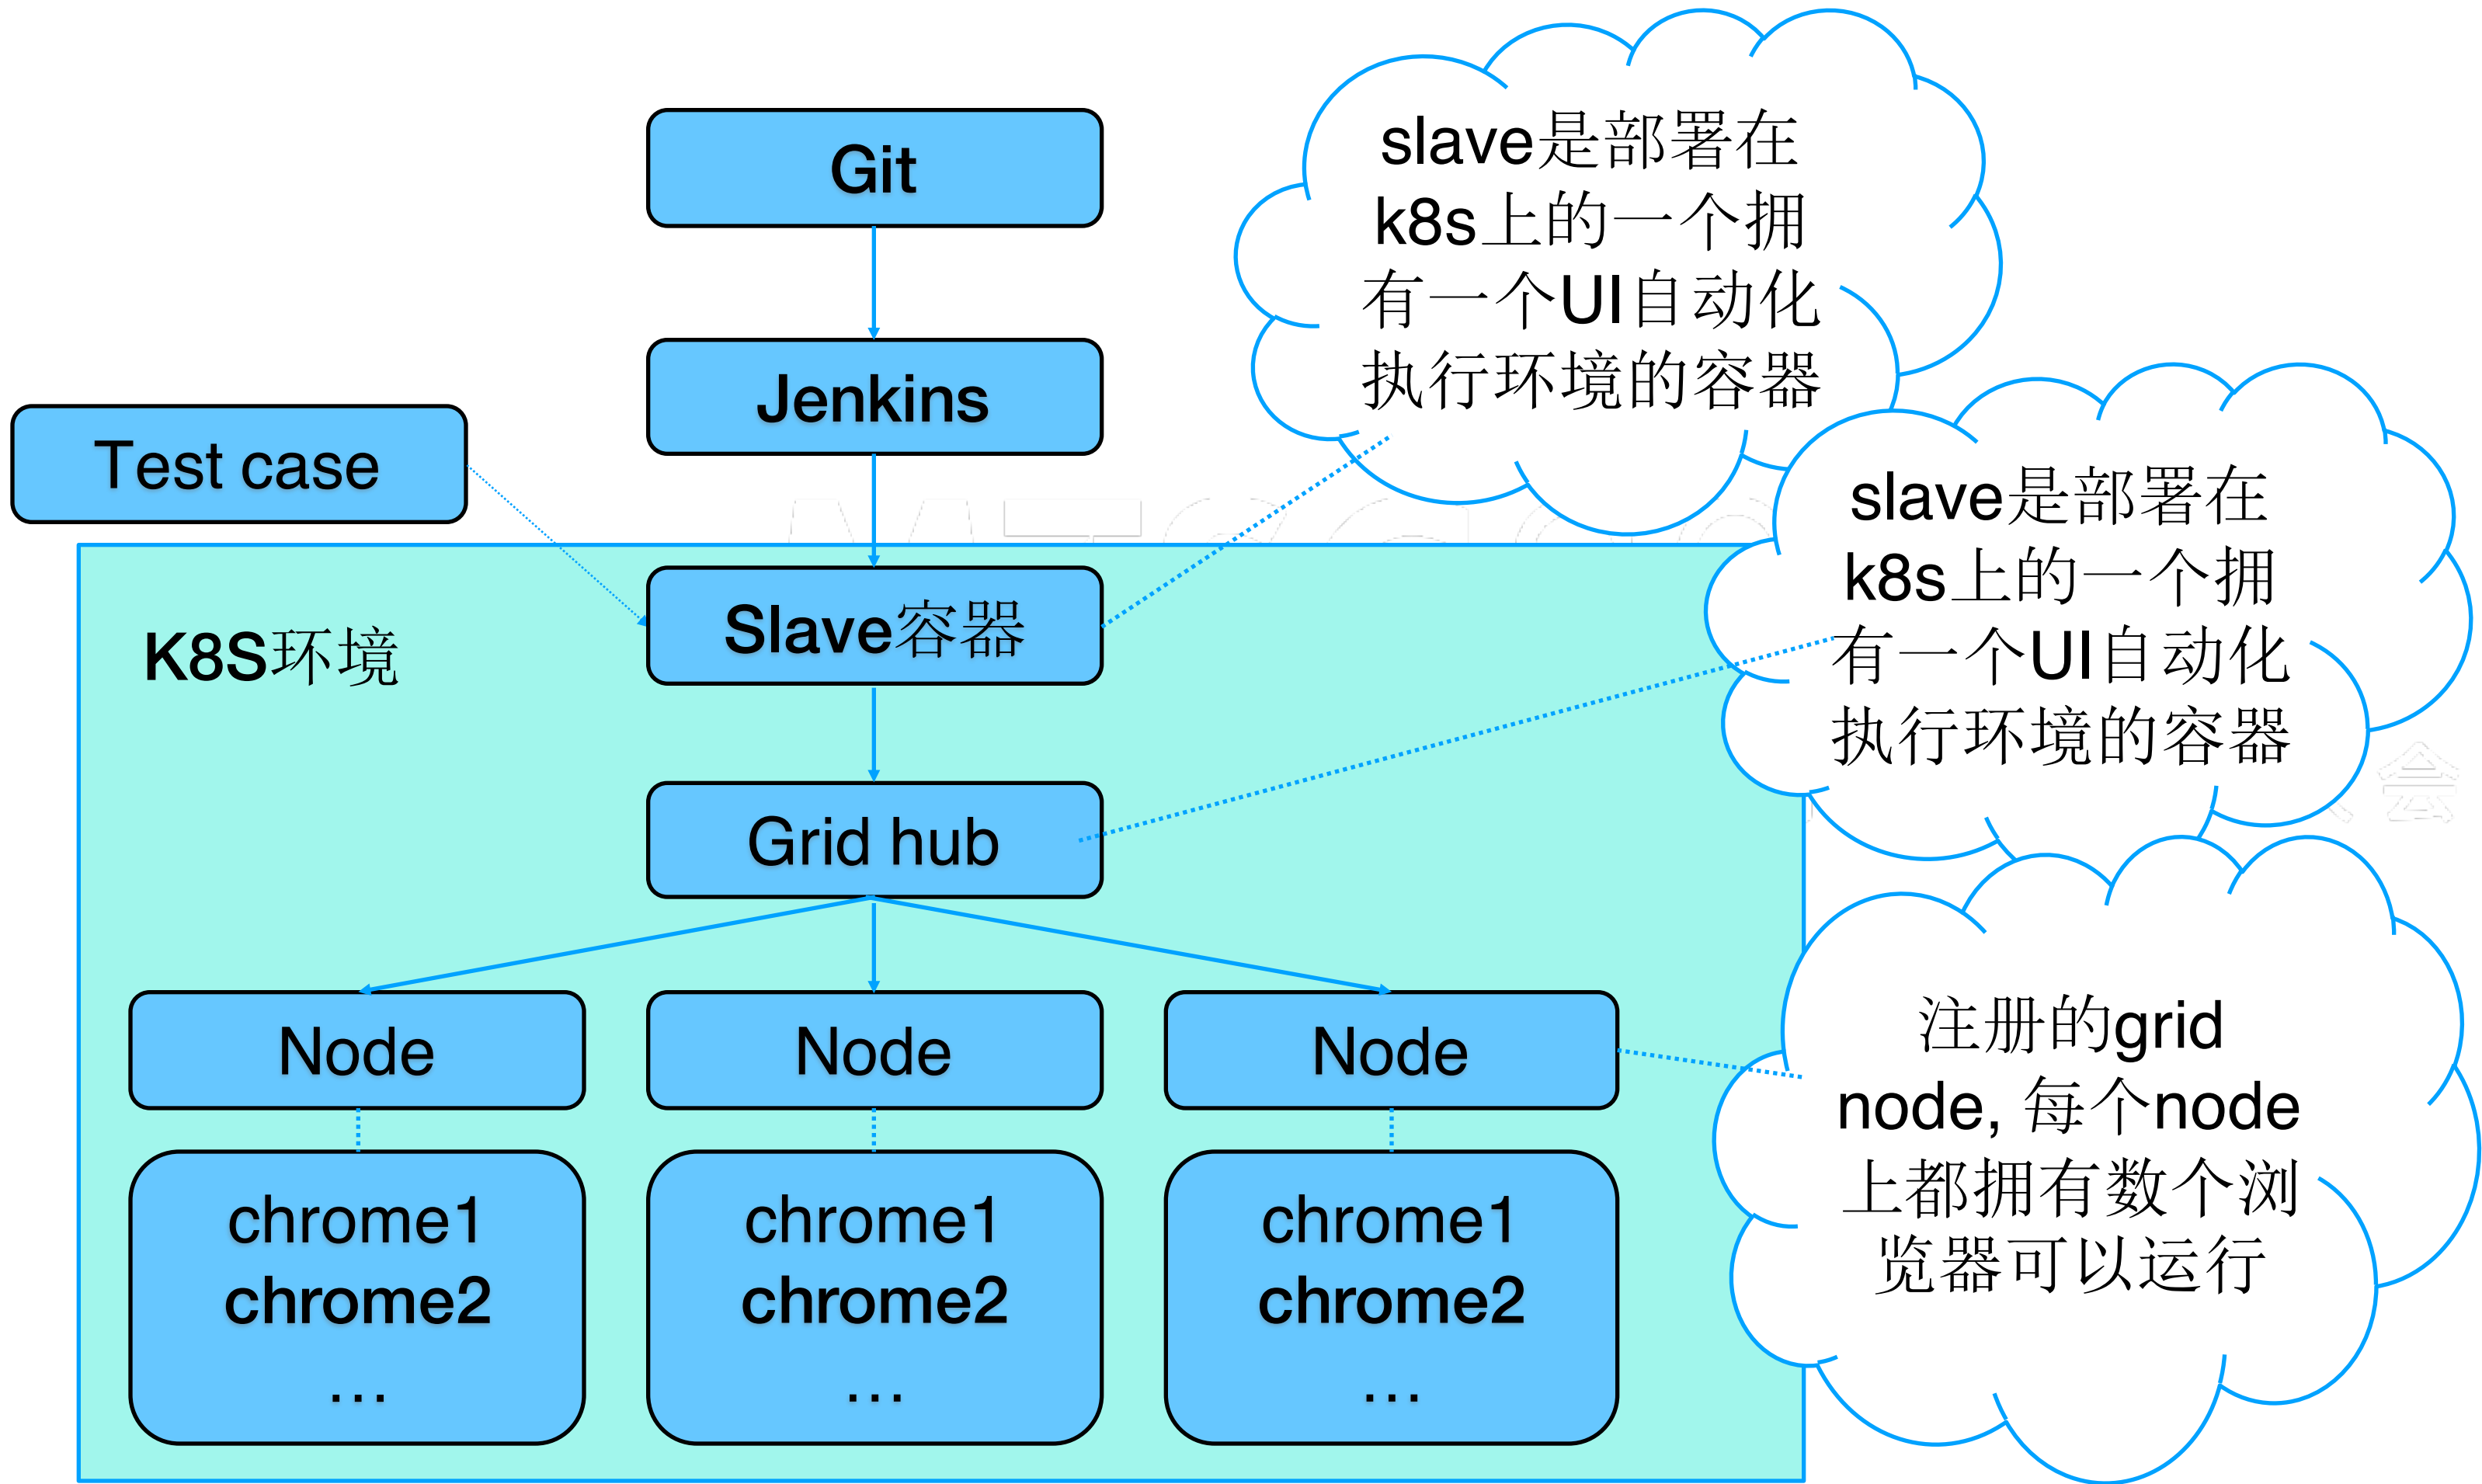 Git
slave是部署在
k8s上的一个拥
有一个UI自动化
执行环境的容器
Jenkins
Test case
slave是部署在
k8s上的一个拥
有一个UI自动化
执行环境的容器
K8S环境
Slave容器
Grid hub
Node
Node
Node
注册的grid
node, 每个node
上都拥有数个浏
览器可以运行
chrome1
chrome2
...
chrome1
chrome2
...
chrome1
chrome2
...